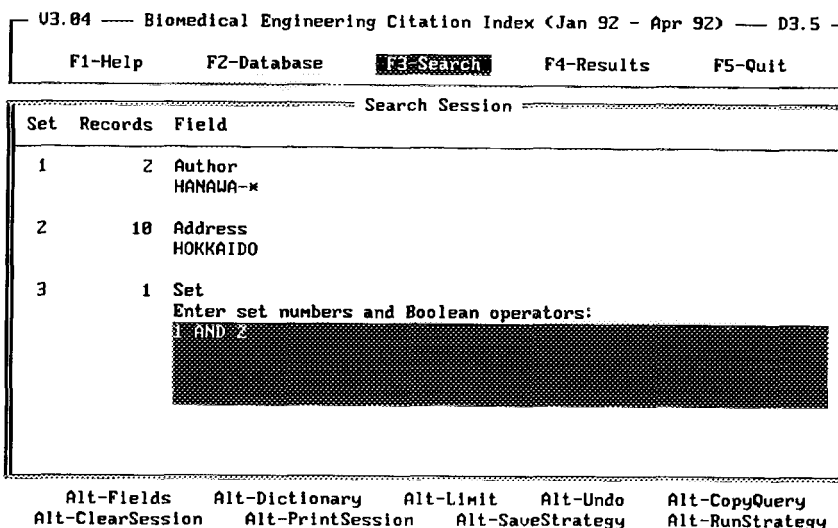 V3.04 — Biomedical Engineering Citation Index (Jan 92 - Apr 92) — D3.5
F1-Help F2-Database F3-Search F4-Results F5-Quit
Search Session
Set Records Field
1 2 Author
HANAWA-*
2 10 Address
HOKKAIDO
3 1 Set
Enter set numbers and Boolean operators:
1 AND 2
Alt-Fields Alt-Dictionary Alt-Limit Alt-Undo Alt-CopyQuery
Alt-ClearSession Alt-PrintSession Alt-SaveStrategy Alt-RunStrategy